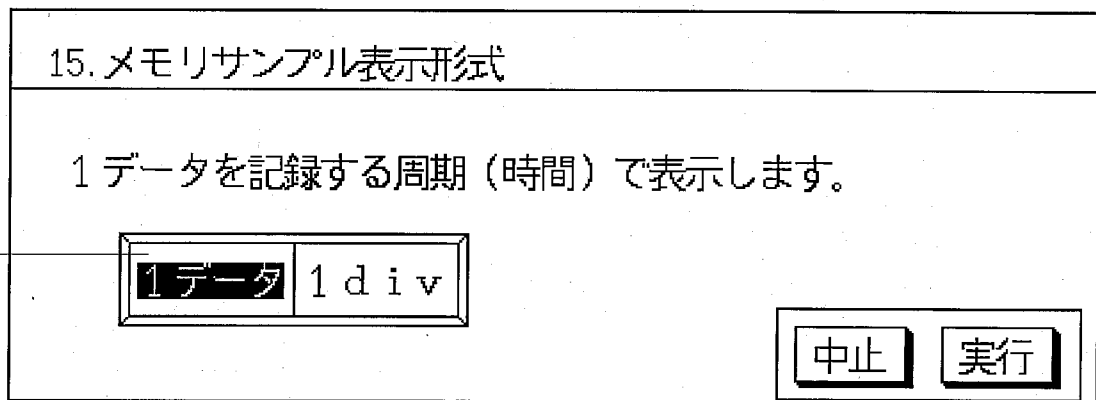 15.メモリサンプル表示形式
1データを記録する周期（時間）で表示します。
1データ 1div
中止 実行